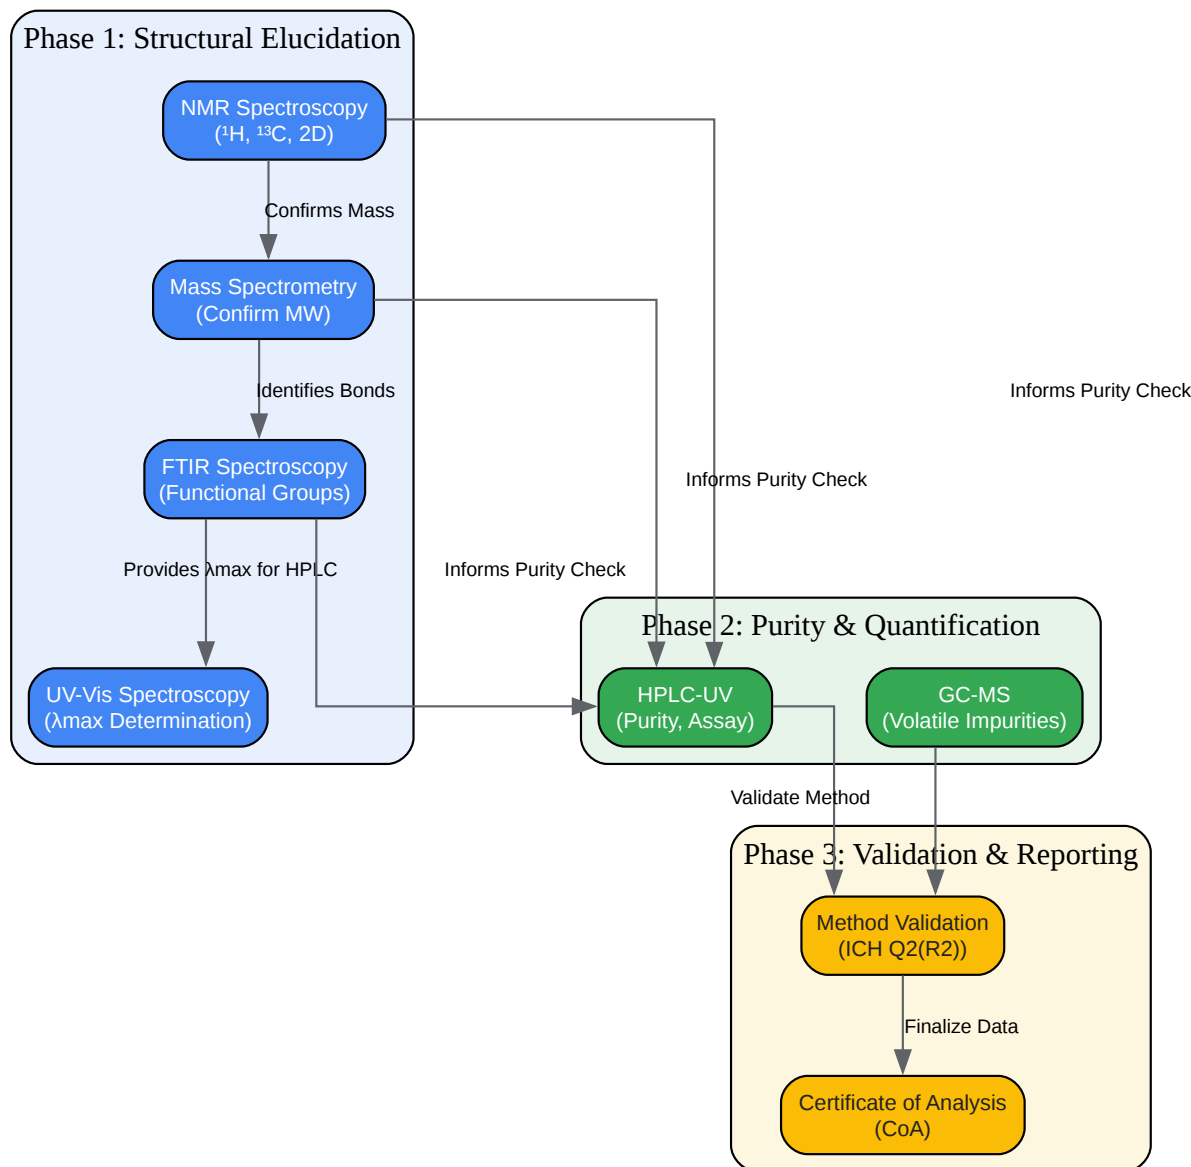 Phase 1: Structural Elucidation
NMR Spectroscopy
(¹H, ¹³C, 2D)
Confirms Mass
Mass Spectrometry
(Confirm MW)
Identifies Bonds
Informs Purity Check
FTIR Spectroscopy
(Functional Groups)
Informs Purity Check
Provides λmax for HPLC
Informs Purity Check
Phase 2: Purity & Quantification
UV-Vis Spectroscopy
(λmax Determination)
HPLC-UV
(Purity, Assay)
GC-MS
(Volatile Impurities)
Validate Method
Phase 3: Validation & Reporting
Method Validation
(ICH Q2(R2))
Finalize Data
Certificate of Analysis
(CoA)